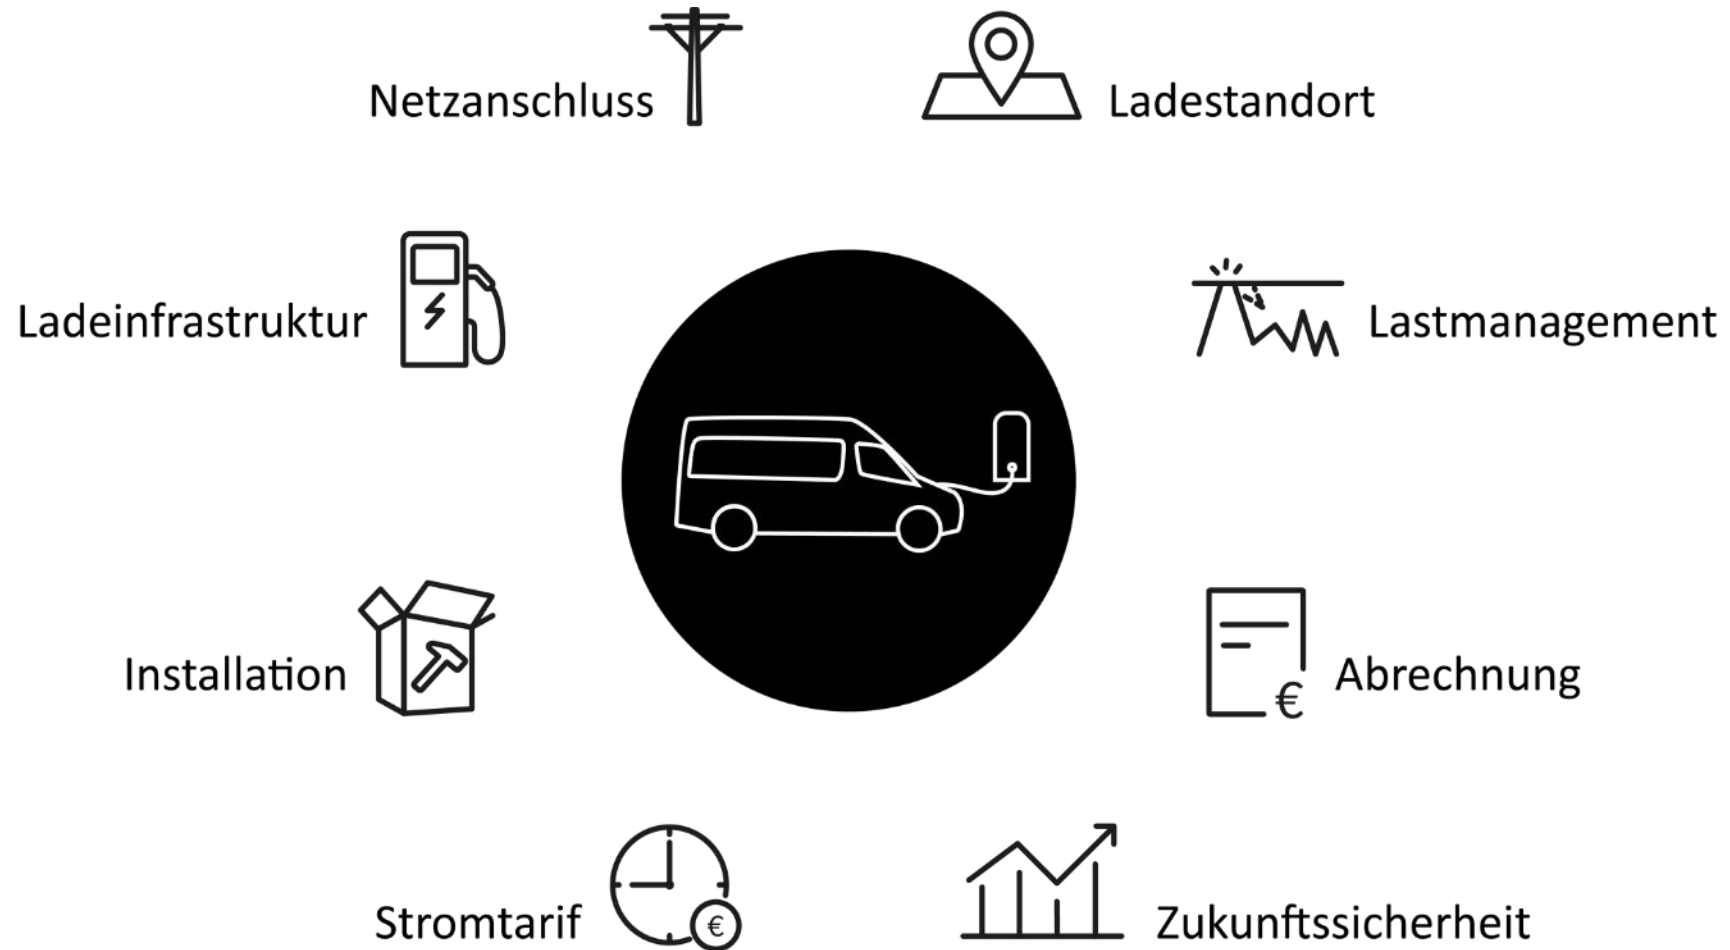 Netzanschluss
Ladestandort
Ladeinfrastruktur
Lastmanagement
Installation
€
Abrechnung
Stromtarif
€
Zukunftssicherheit